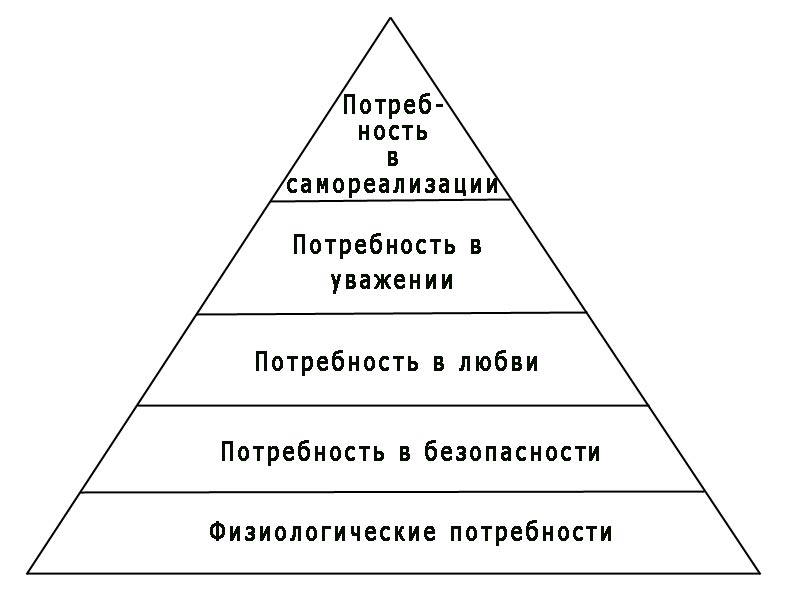 Потреб-
ность
в
самореализации
Потребность в
уважении
Потребность в любви
Потребность в безопасности
Физиологические потребности